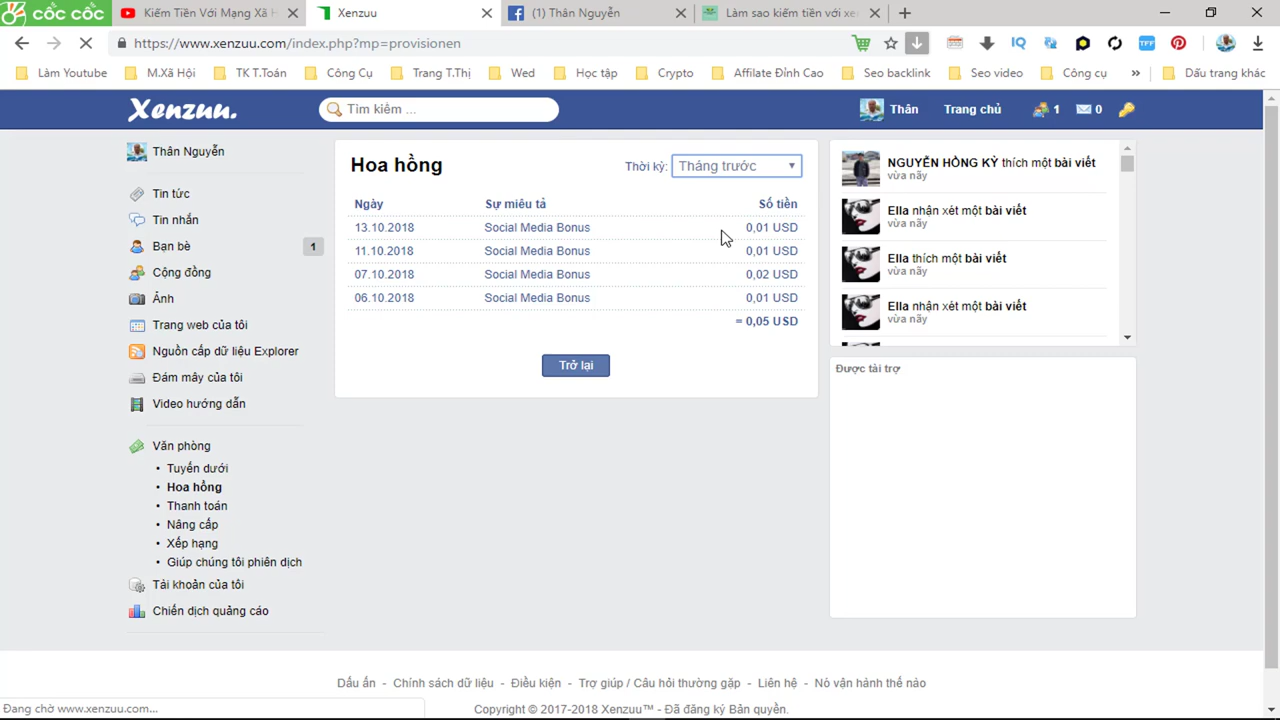 cốc cốc
Kiếm Tiền Với Mạng Xã H
Xenzuu
(1) Thân Nguyễn
Làm sao kiếm tiền với xe
https://www.xenzuu.com/index.php?mp=provisionen
IQ
TFF
Làm Youtube
M.Xã Hội
TK T.Toán
Công Cụ
Trang T.Thị
Wed
Học tập
Crypto
Affilate Đỉnh Cao
Seo backlink
Seo video
Công cụ
»
Dấu trang khác
Xenzuu.
Tìm kiếm ...
Thân
Trang chủ
1
0
Thân Nguyễn
Tin tức
Tin nhắn
Bạn bè
1
Cộng đồng
Ảnh
Trang web của tôi
Nguồn cấp dữ liệu Explorer
Đám mây của tôi
Video hướng dẫn
Văn phòng
• Tuyến dưới
• Hoa hồng
• Thanh toán
• Nâng cấp
• Xếp hạng
• Giúp chúng tôi phiên dịch
Tài khoản của tôi
Chiến dịch quảng cáo
Hoa hồng
Thời kỳ: Tháng trước
Ngày Sự miêu tả Số tiền
13.10.2018 Social Media Bonus 0,01 USD
11.10.2018 Social Media Bonus 0,01 USD
07.10.2018 Social Media Bonus 0,02 USD
06.10.2018 Social Media Bonus 0,01 USD
= 0,05 USD
Trở lại
NGUYỄN HỒNG KỶ thích một bài viết
vừa nãy
Ella nhận xét một bài viết
vừa nãy
Ella thích một bài viết
vừa nãy
Ella nhận xét một bài viết
vừa nãy
Được tài trợ
Dấu ấn - Chính sách dữ liệu - Điều kiện - Trợ giúp / Câu hỏi thường gặp - Liên hệ - Nó vận hành thế nào
Copyright © 2017-2018 Xenzuu™ - Đã đăng ký Bản quyền.
Đang chờ www.xenzuu.com...